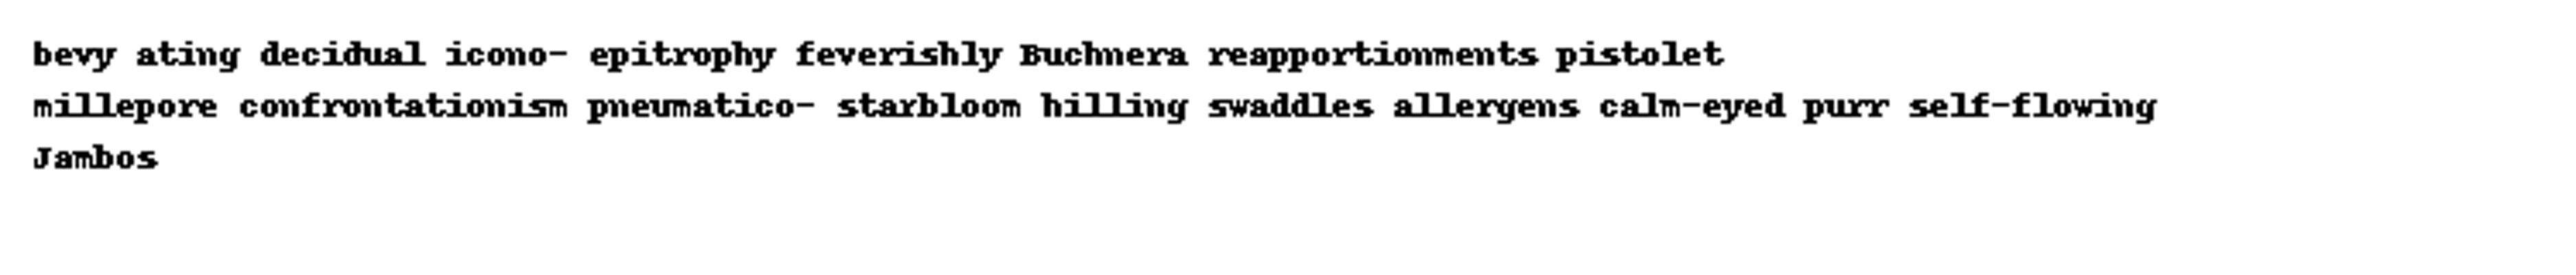 bevy ating decidual icono- epitrophy feverishly Buchnera reapportionments pistolet
millepore confrontationism pneumatico- starbloom hilling swaddles allergens calm-eyed purr self-flowing
Jambos